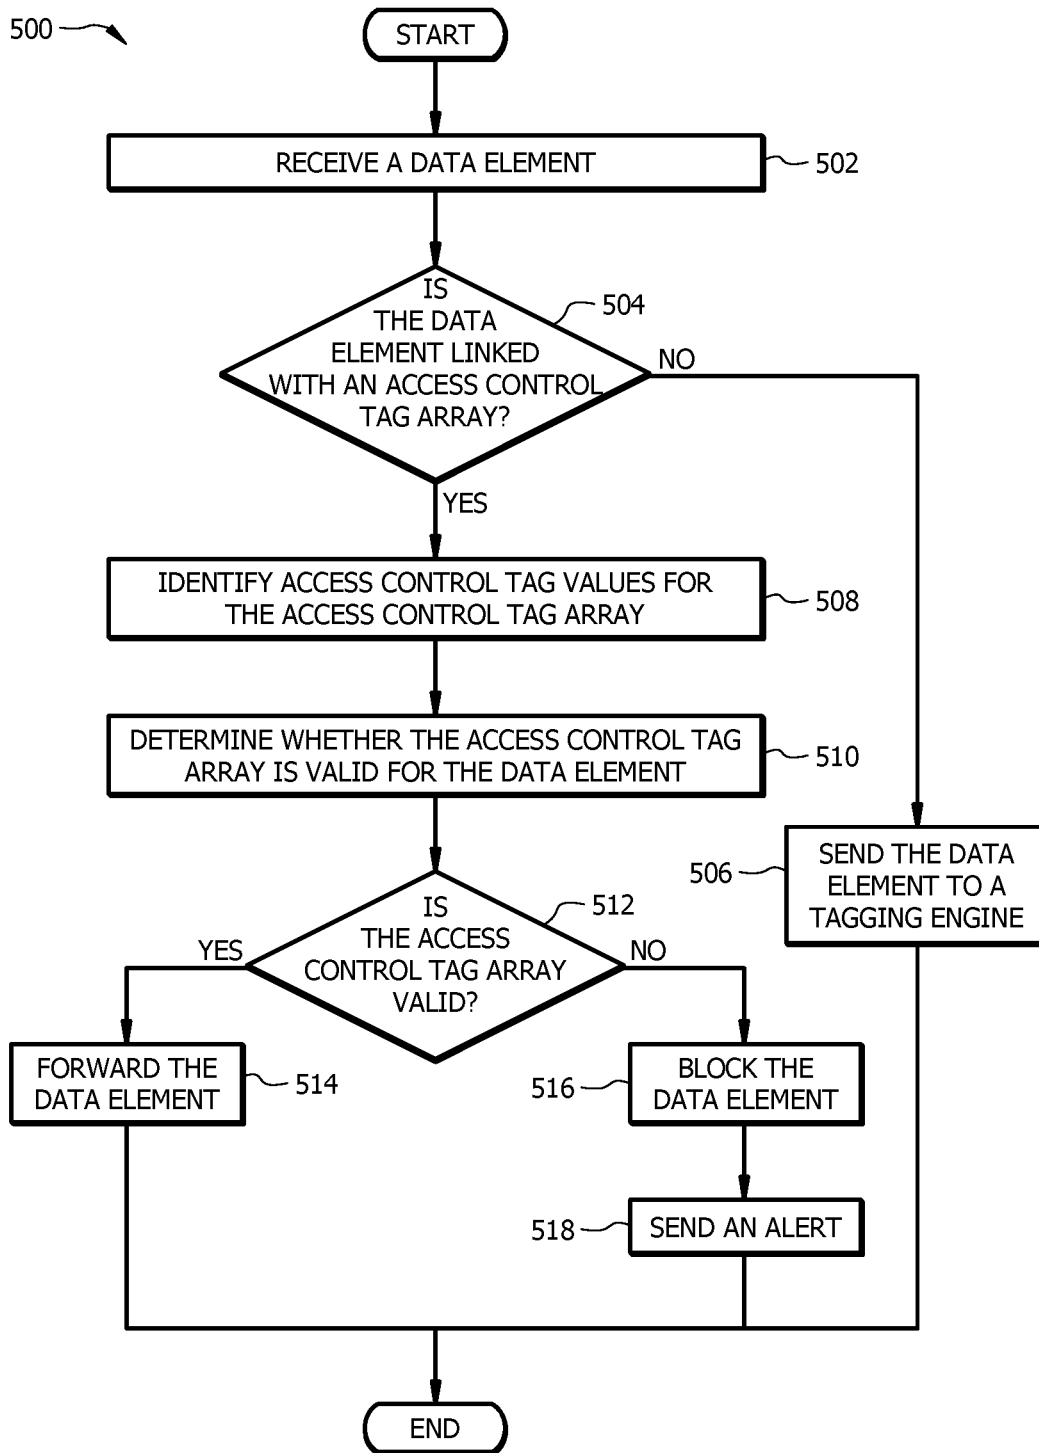 500
START
RECEIVE A DATA ELEMENT
502
IS
THE DATA
ELEMENT LINKED
WITH AN ACCESS CONTROL
TAG ARRAY?
504
NO
YES
IDENTIFY ACCESS CONTROL TAG VALUES FOR
THE ACCESS CONTROL TAG ARRAY
508
DETERMINE WHETHER THE ACCESS CONTROL TAG
ARRAY IS VALID FOR THE DATA ELEMENT
510
506
SEND THE DATA
ELEMENT TO A
TAGGING ENGINE
IS
THE ACCESS
CONTROL TAG ARRAY
VALID?
512
YES
NO
FORWARD THE
DATA ELEMENT
514
516
BLOCK THE
DATA ELEMENT
518
SEND AN ALERT
END